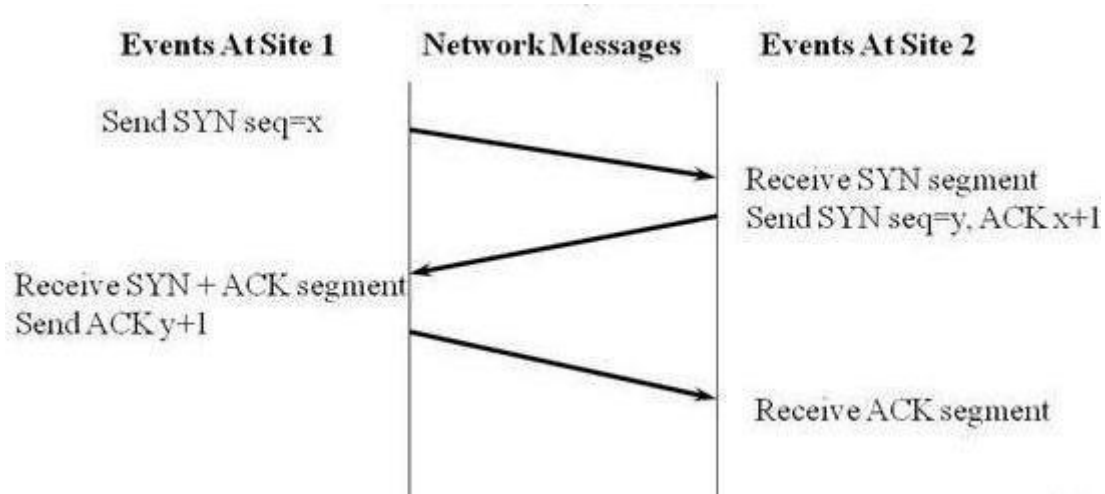 Events At Site 1 Network Messages Events At Site 2
Send SYN seq=x
Receive SYN segment
Send SYN seq=y, ACK x+1
Receive SYN + ACK segment
Send ACK y+1
Receive ACK segment